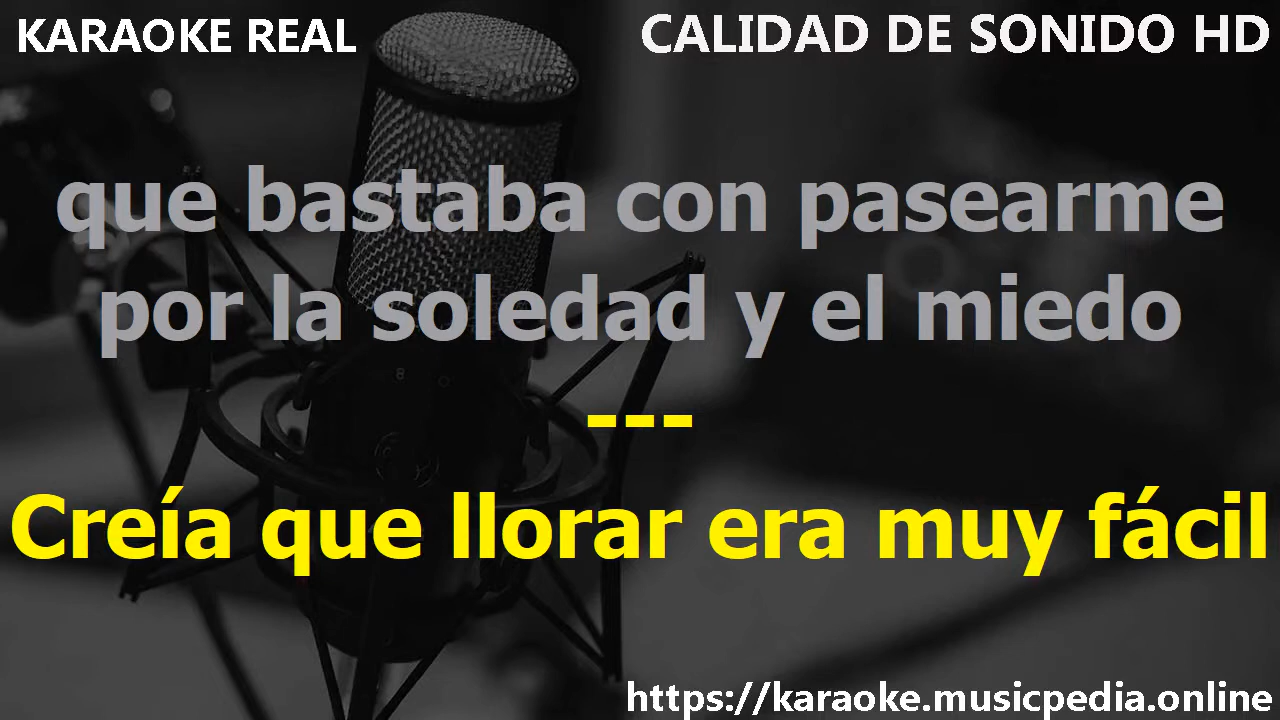 KARAOKE REAL
CALIDAD DE SONIDO HD
que bastaba con pasearme
por la soledad y el miedo
---
Creía que llorar era muy fácil
https://karaoke.musicpedia.online